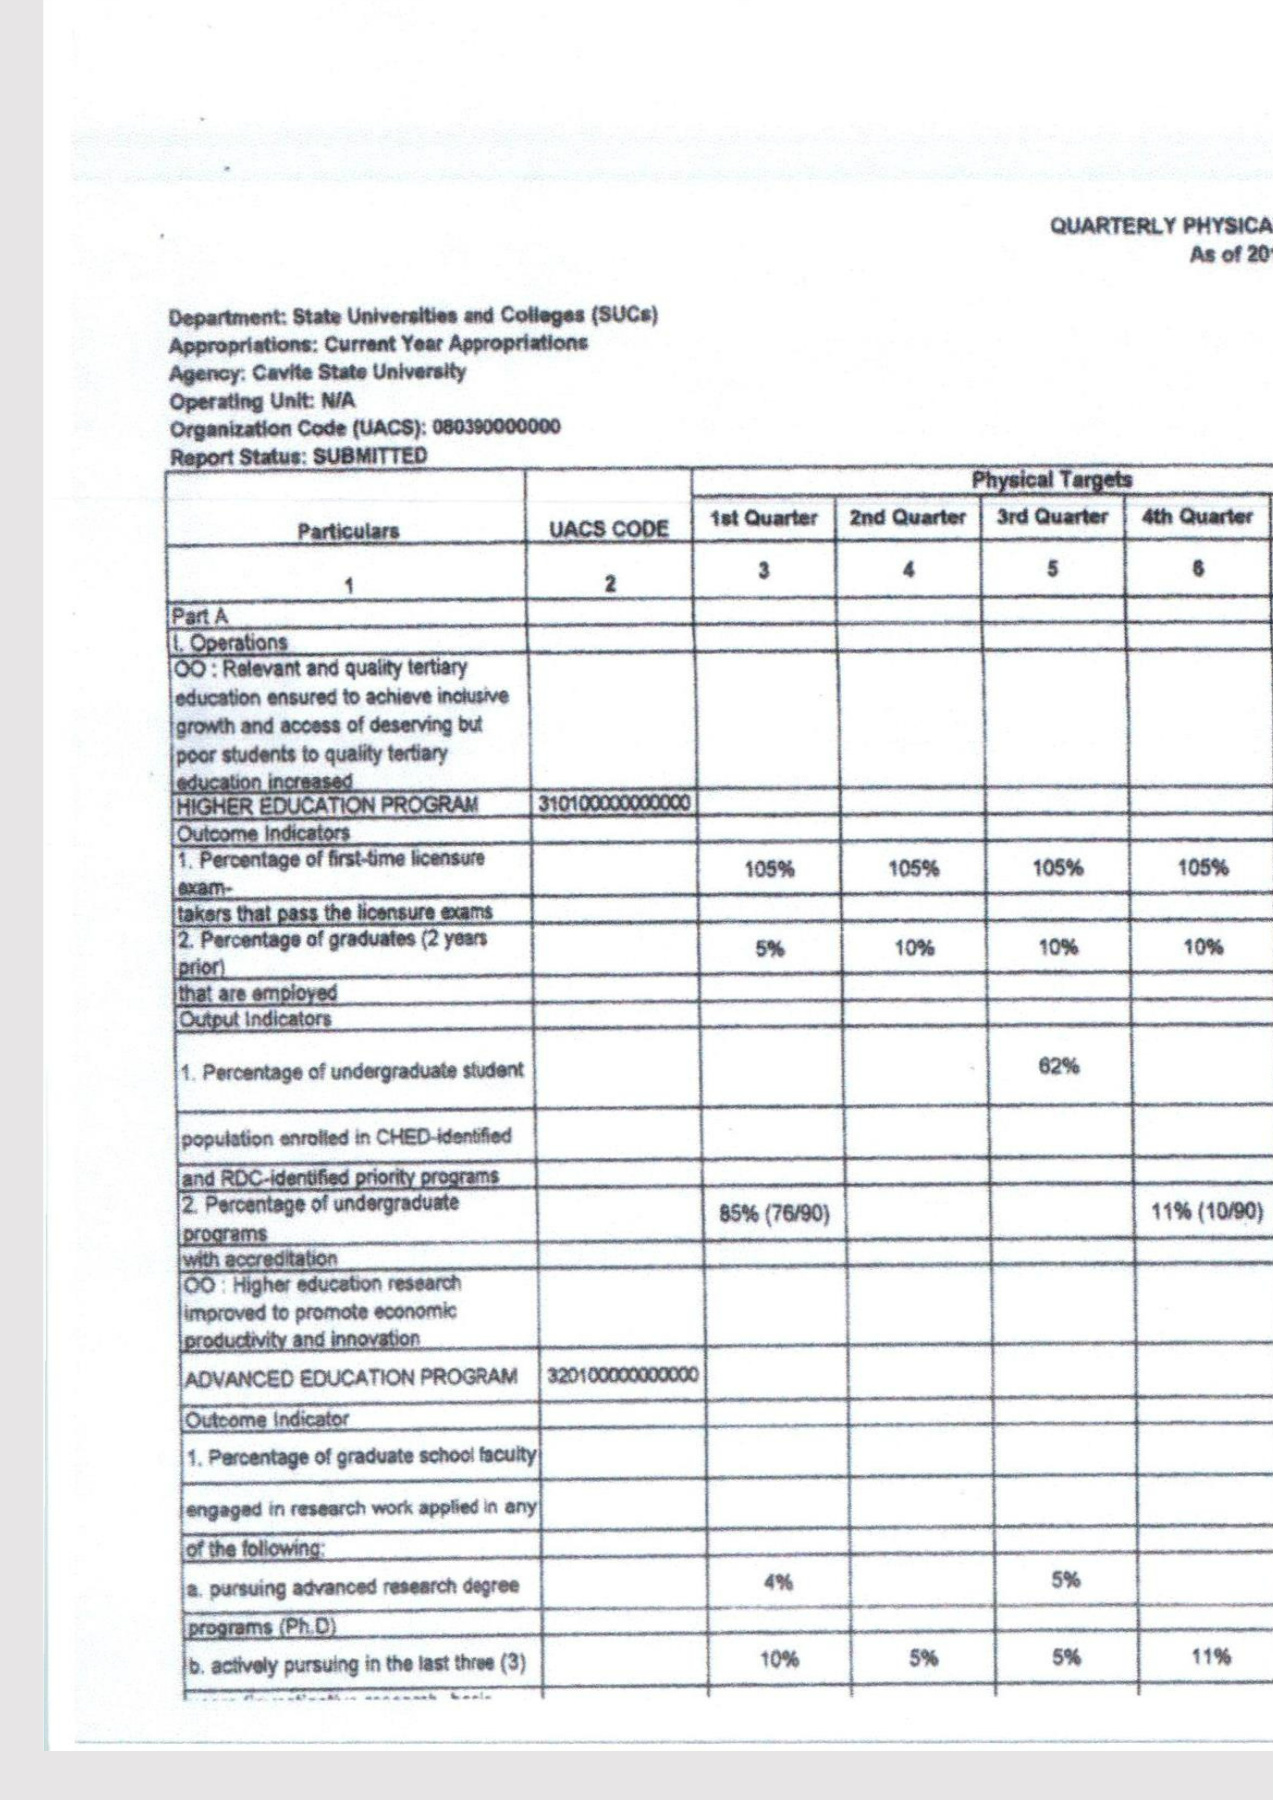 QUARTERLY PHYSICA
As of 20
Department: State Universities and Colleges (SUCs)
Appropriations: Current Year Appropriations
Agency: Cavite State University
Operating Unit: N/A
Organization Code (UACS): 080390000000
Report Status: SUBMITTED
Physical Targets
Particulars UACS CODE 1st Quarter 2nd Quarter 3rd Quarter 4th Quarter
1 2 3 4 5 6
Part A
I. Operations
OO : Relevant and quality tertiary
education ensured to achieve inclusive
growth and access of deserving but
poor students to quality tertiary
education increased
HIGHER EDUCATION PROGRAM 310100000000000
Outcome Indicators
1. Percentage of first-time licensure
exam- 105% 105% 105% 105%
takers that pass the licensure exams
2. Percentage of graduates (2 years
prior) 5% 10% 10% 10%
that are employed
Output Indicators
1. Percentage of undergraduate student 62%
population enrolled in CHED-identified
and RDC-identified priority programs
2. Percentage of undergraduate
programs 85% (76/90) 11% (10/90)
with accreditation
OO : Higher education research
improved to promote economic
productivity and innovation
ADVANCED EDUCATION PROGRAM 320100000000000
Outcome Indicator
1. Percentage of graduate school faculty
engaged in research work applied in any
of the following:
a. pursuing advanced research degree 4% 5%
programs (Ph.D)
b. actively pursuing in the last three (3) 10% 5% 5% 11%